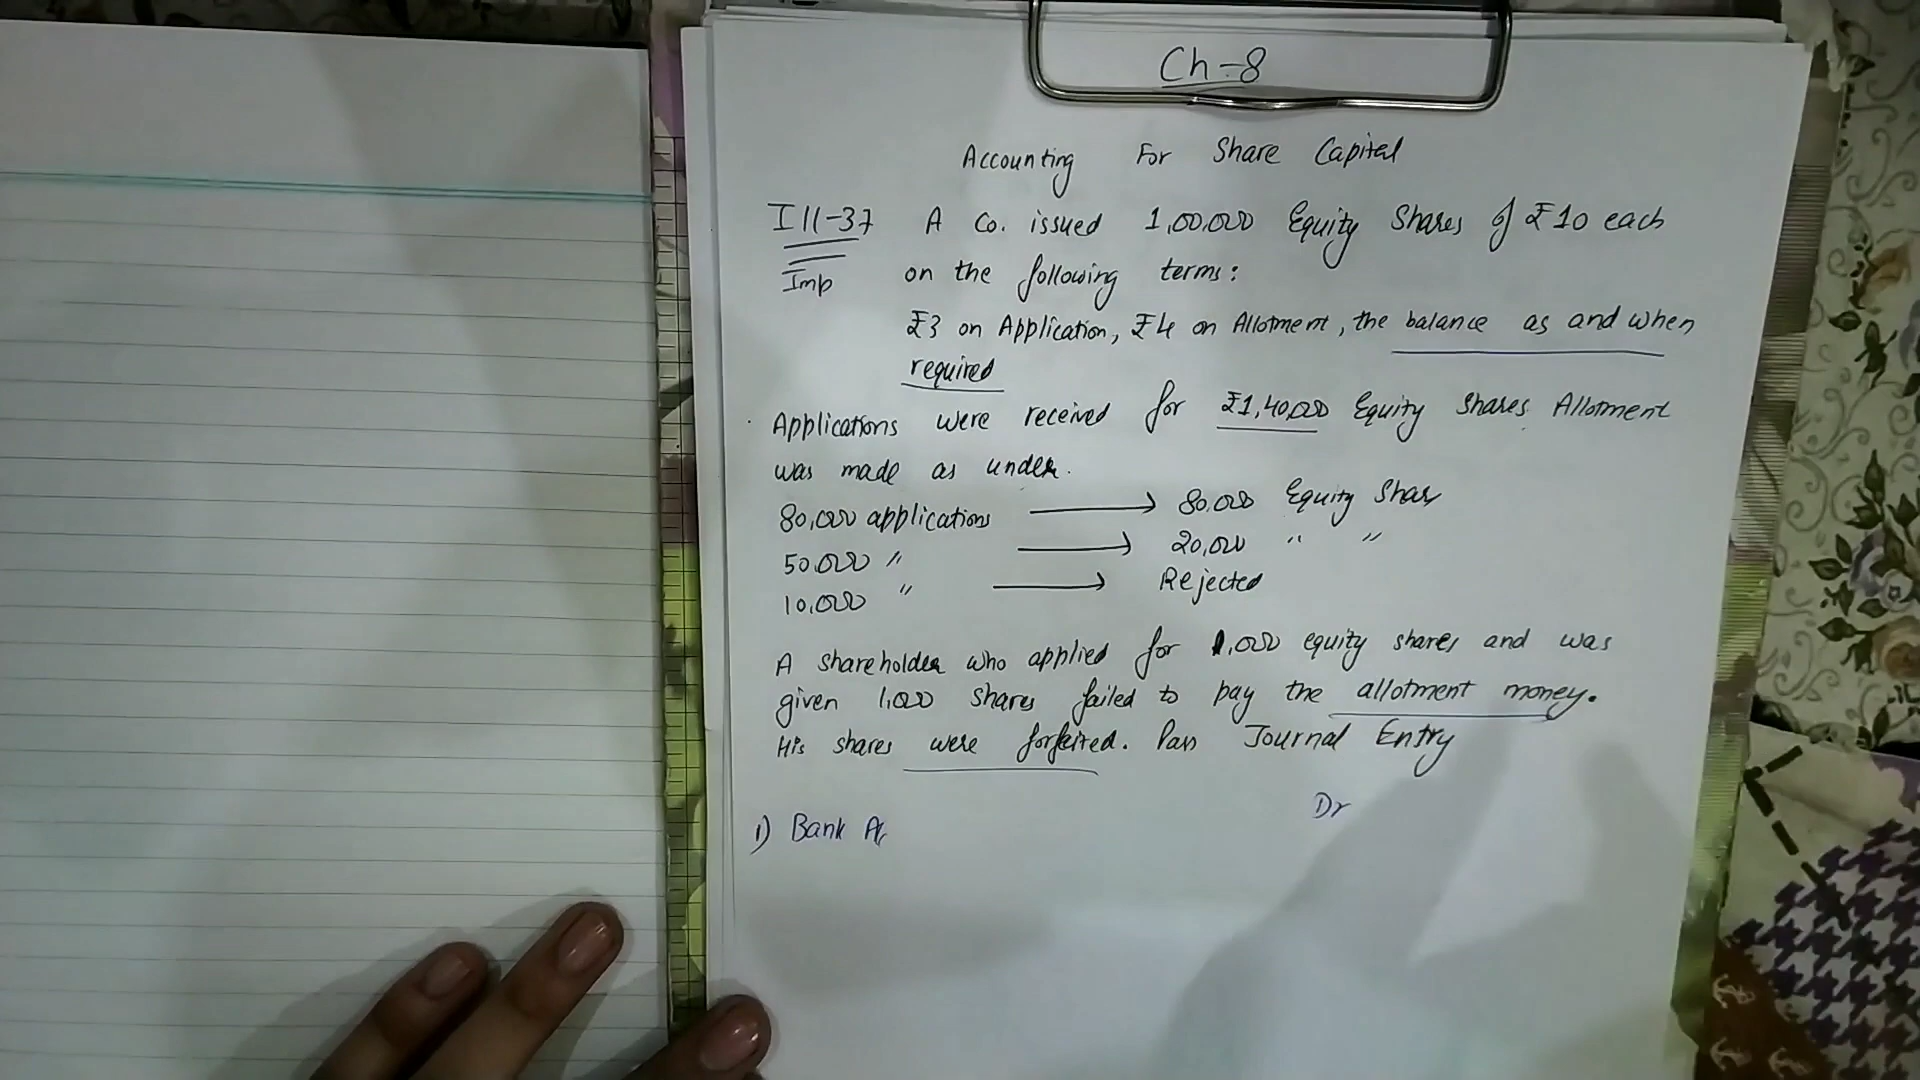 Ch-8
Accounting For Share Capital
Ill-37 A Co. issued 1,00,000 Equity Shares of ₹10 each
Imp on the following terms:
₹3 on Application, ₹4 on Allotment, the balance as and when
required
Applications were received for ₹1,40,000 Equity Shares. Allotment
was made as under.
80,000 applications → 80,000 Equity Shares
50,000 〃 → 20,000 〃 〃
10,000 〃 → Rejected
A shareholder who applied for 1,000 equity shares and was
given 1,000 shares failed to pay the allotment money.
His shares were forfeited. Pass Journal Entry
1) Bank A/c Dr